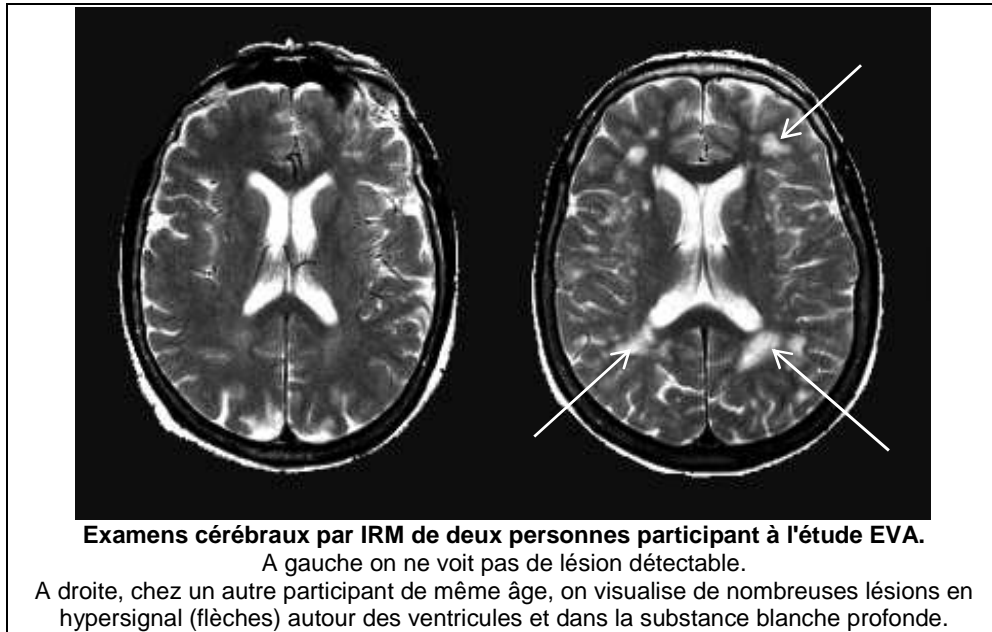 Examens cérébraux par IRM de deux personnes participant à l'étude EVA.
A gauche on ne voit pas de lésion détectable.
A droite, chez un autre participant de même âge, on visualise de nombreuses lésions en
hypersignal (flèches) autour des ventricules et dans la substance blanche profonde.